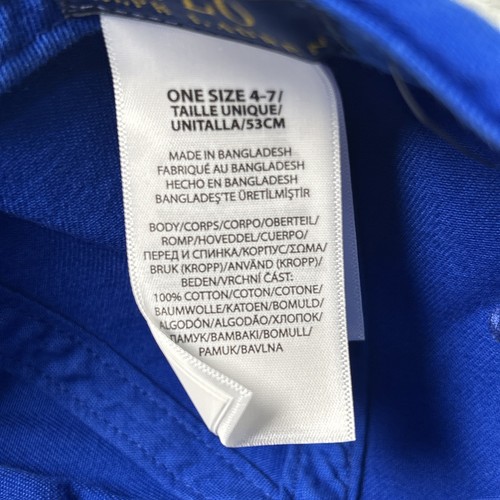 ONE SIZE 4-7/
TAILLE UNIQUE/
UNITALLA/53CM
MADE IN BANGLADESH
FABRIQUÉ AU BANGLADESH
HECHO EN BANGLADESH
BANGLADEŞ'TE ÜRETİLMİŞTİR
BODY/CORPS/CORPO/OBERTEIL/
ROMP/HOVEDDEL/CUERPO/
ПЕРЕД И СПИНКА/КОРПУС/ΣΩΜΑ/
BRUK (KROPP)/ANVÄND (KROPP)/
BEDEN/VRCHNÍ ČÁST:
100% COTTON/COTON/COTONE/
BAUMWOLLE/KATOEN/BOMULD/
ALGODÓN/ALGODÃO/ХЛОПОК
ПАМУК/BAMBAKI/BOMULL/
PAMUK/BAVLNA